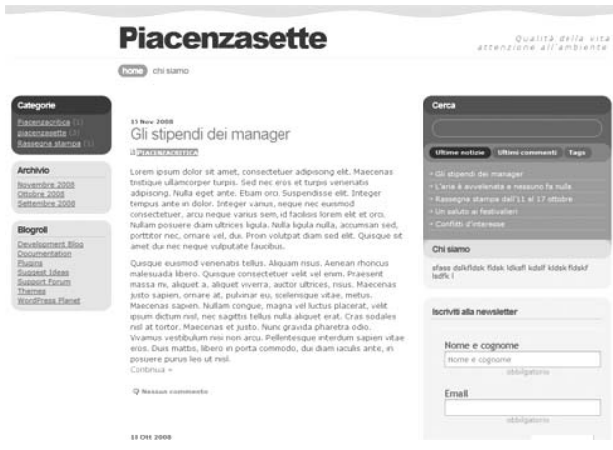 Piacenzasette
Qualità della vita
attenzione all'ambiente
home chi siamo
Categorie
Piacenzacritica (1)
piacenzasette (3)
Rassegna stampa (1)
Archivio
Novembre 2008
Ottobre 2008
Settembre 2008
Blogroll
Development Blog
Documentation
Plugins
Suggest Ideas
Support Forum
Themes
WordPress Planet
15 Nov 2008
Gli stipendi dei manager
Lorem ipsum dolor sit amet, consectetuer adipiscing elit. Maecenas
tristique ullamcorper turpis. Sed nec eros et turpis venenatis
adipiscing. Nulla eget ante. Etiam orci. Suspendisse elit. Integer
tempus ante in dolor. Integer varius, neque nec euismod
consectetuer, arcu neque varius sem, id facilisis lorem elit et orci.
Nullam posuere diam ultrices ligula. Nulla ligula nulla, accumsan sed,
porttitor nec, ornare vel, dui. Proin volutpat diam sed elit. Quisque sit
amet dui nec neque vulputate faucibus.
Quisque euismod venenatis tellus. Aliquam risus. Aenean rhoncus
malesuada libero. Quisque consectetuer velit vel enim. Praesent
massa mi, aliquet a, aliquet viverra, auctor ultrices, risus. Maecenas
justo sapien, ornare at, pulvinar eu, scelerisque vitae, metus.
Maecenas sapien. Nullam congue, magna vel luctus placerat, velit
ipsum dictum nisl, nec sagittis tellus nulla aliquet erat. Cras sodales
nisl at tortor. Maecenas et justo. Nunc gravida pharetra odio.
Vivamus vestibulum nisi non arcu. Pellentesque interdum sapien vitae
eros. Duis mattis, libero in porta commodo, dui diam iaculis ante, in
posuere purus leo ut nisl.
Continua »
Nessun commento
Cerca
Ultime notizie Ultimi commenti Tags
Gli stipendi dei manager
L'aria è avvelenata e nessuno fa nulla
Rassegna stampa dall'11 al 17 ottobre
Un saluto ai festivalieri
Conflitti d'interesse
Chi siamo
Iscriviti alla newsletter
Nome e cognome
Nome e cognome
obbligatorio
Email
obbligatorio